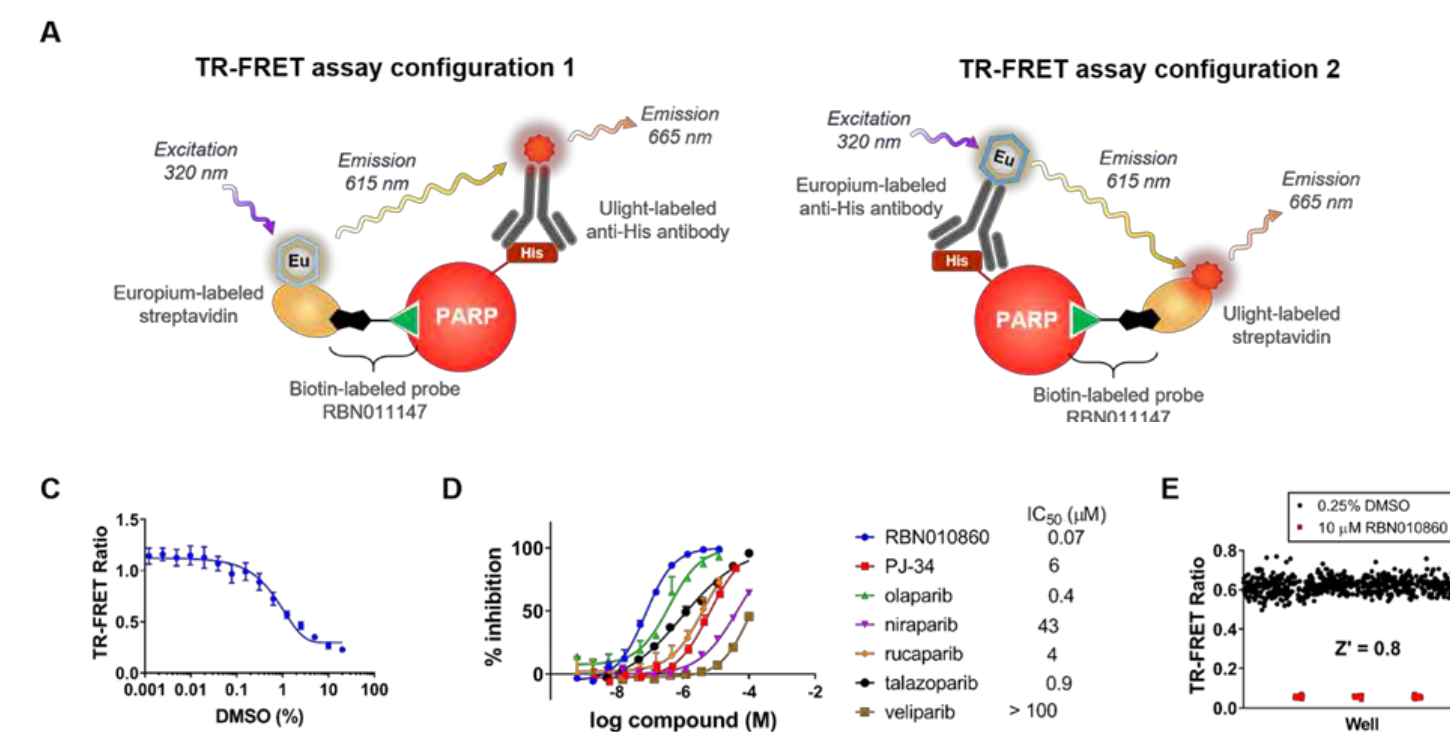 A
TR-FRET assay configuration 1
TR-FRET assay configuration 2
Excitation
320 nm
Emission
615 nm
Emission
665 nm
Eu
Europium-labeled
streptavidin
His
Ulight-labeled
anti-His antibody
PARP
Biotin-labeled probe
RBN011147
Excitation
320 nm
Eu
Emission
615 nm
Emission
665 nm
Europium-labeled
anti-His antibody
His
PARP
Ulight-labeled
streptavidin
Biotin-labeled probe
RBN011147
C
TR-FRET Ratio
1.5
1.0
0.5
0.0
0.001 0.01 0.1 1 10 100
DMSO (%)
D
% inhibition
100
50
0
-8 -6 -4 -2
log compound (M)
IC50 (μM)
RBN010860 0.07
PJ-34 6
olaparib 0.4
niraparib 43
rucaparib 4
talazoparib 0.9
veliparib > 100
E
0.25% DMSO
10 μM RBN010860
TR-FRET Ratio
0.8
0.6
0.4
0.2
0.0
Z' = 0.8
Well